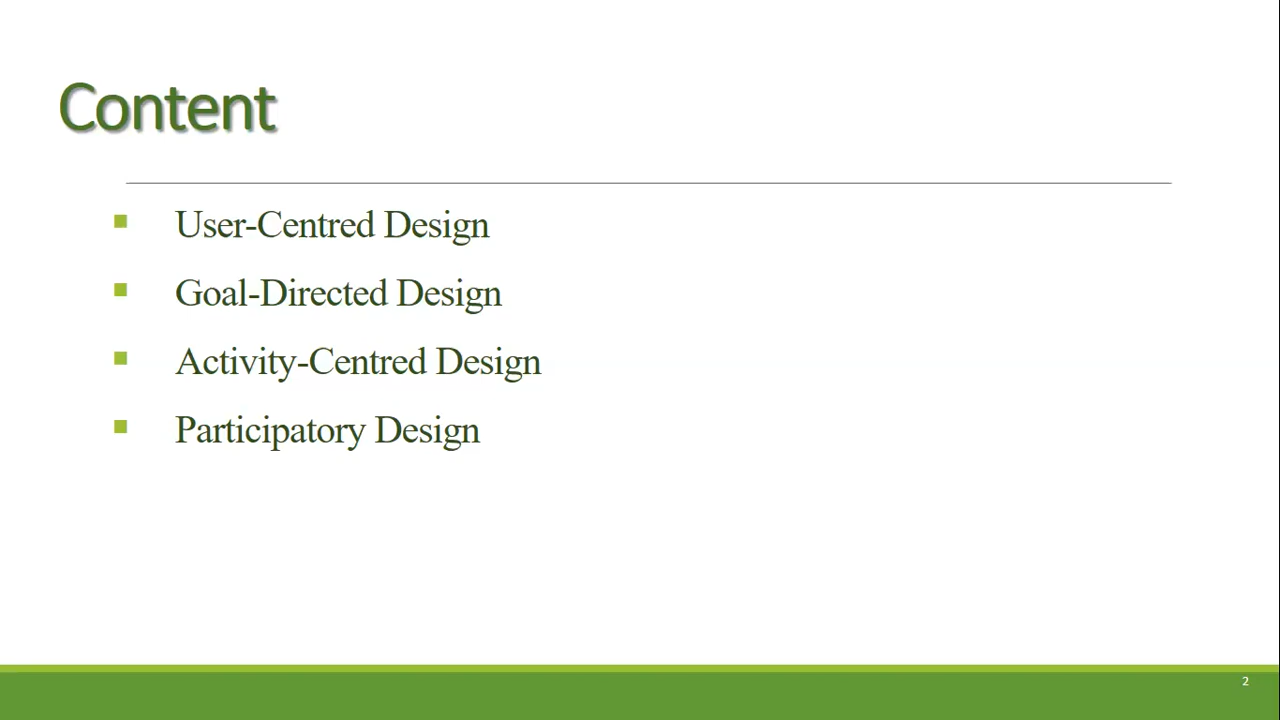 Content
User-Centred Design
Goal-Directed Design
Activity-Centred Design
Participatory Design
2